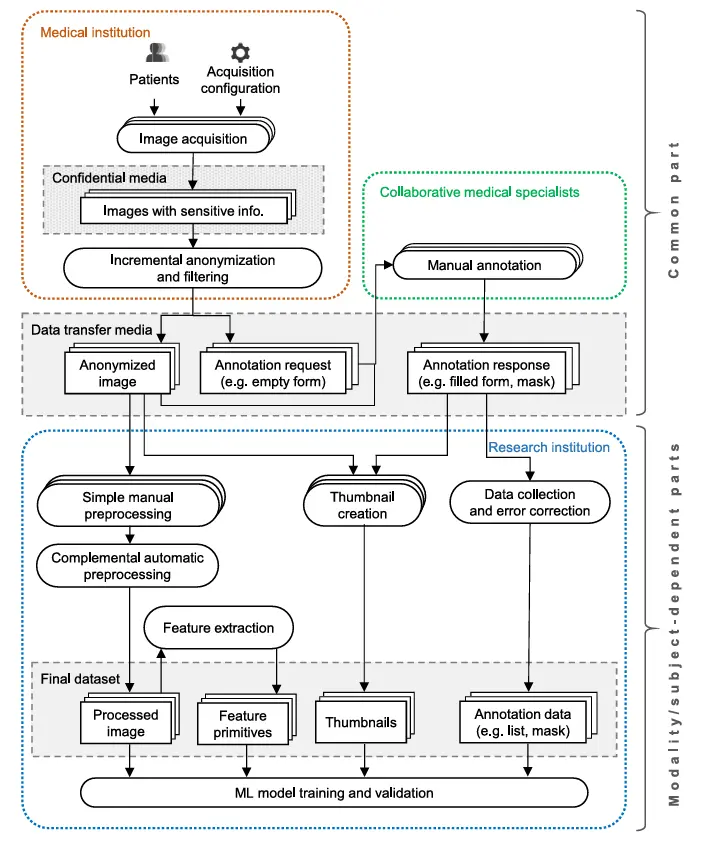 Medical institution
Patients
Acquisition
configuration
Image acquisition
Confidential media
Images with sensitive info.
Incremental anonymization
and filtering
Collaborative medical specialists
Manual annotation
Common part
Data transfer media
Anonymized
image
Annotation request
(e.g. empty form)
Annotation response
(e.g. filled form, mask)
Research institution
Simple manual
preprocessing
Thumbnail
creation
Data collection
and error correction
Complemental automatic
preprocessing
Feature extraction
Modality/subject-dependent parts
Final dataset
Processed
image
Feature
primitives
Thumbnails
Annotation data
(e.g. list, mask)
ML model training and validation